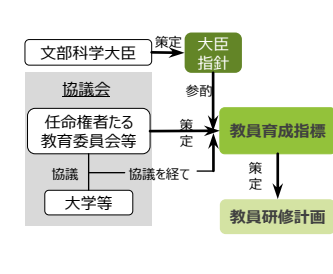 文部科学大臣
策定
大臣
指針
協議会
参酌
任命権者たる
教育委員会等
策
定
教員育成指標
協議
協議を経て
策
定
大学等
教員研修計画